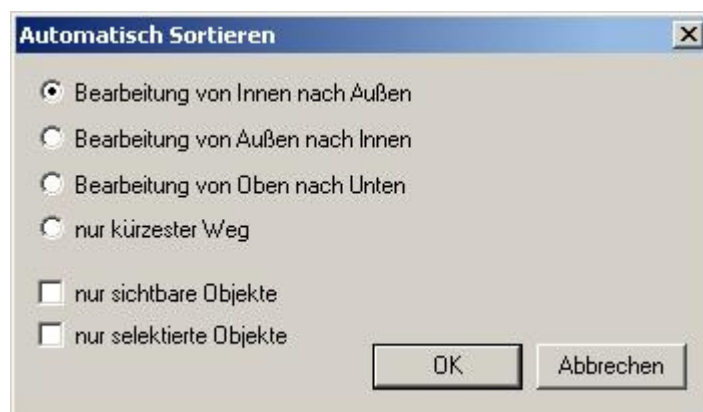 Automatisch Sortieren
Bearbeitung von Innen nach Außen
Bearbeitung von Außen nach Innen
Bearbeitung von Oben nach Unten
nur kürzester Weg
nur sichtbare Objekte
nur selektierte Objekte
OK Abbrechen